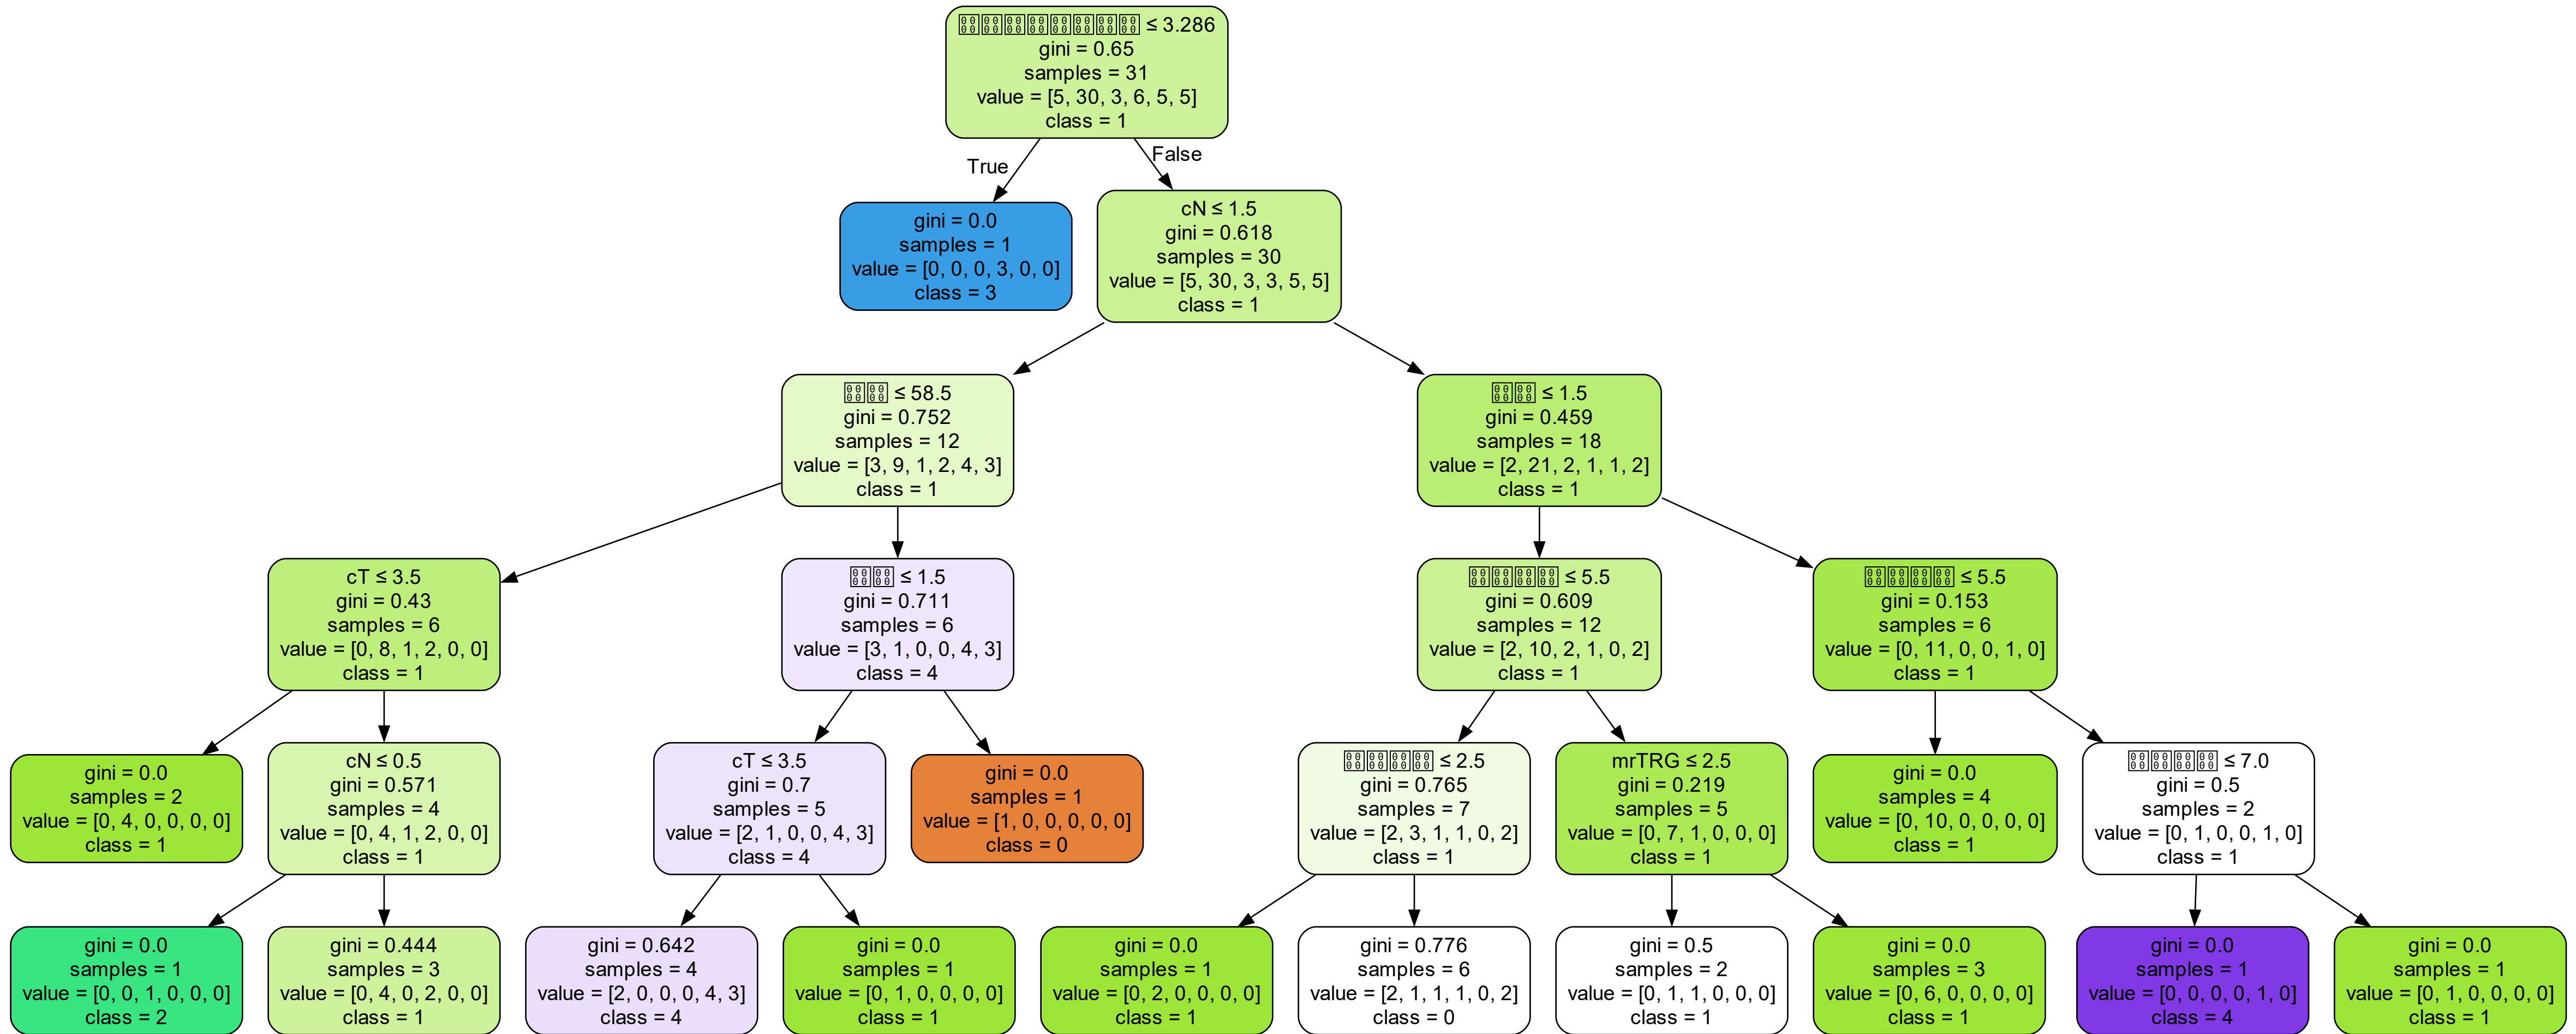 ≤ 3.286
gini = 0.65
samples = 31
value = [5, 30, 3, 6, 5, 5]
class = 1
True
False
gini = 0.0
samples = 1
value = [0, 0, 0, 3, 0, 0]
class = 3
cN ≤ 1.5
gini = 0.618
samples = 30
value = [5, 30, 3, 3, 5, 5]
class = 1
≤ 58.5
gini = 0.752
samples = 12
value = [3, 9, 1, 2, 4, 3]
class = 1
≤ 1.5
gini = 0.459
samples = 18
value = [2, 21, 2, 1, 1, 2]
class = 1
cT ≤ 3.5
gini = 0.43
samples = 6
value = [0, 8, 1, 2, 0, 0]
class = 1
≤ 1.5
gini = 0.711
samples = 6
value = [3, 1, 0, 0, 4, 3]
class = 4
≤ 5.5
gini = 0.609
samples = 12
value = [2, 10, 2, 1, 0, 2]
class = 1
≤ 5.5
gini = 0.153
samples = 6
value = [0, 11, 0, 0, 1, 0]
class = 1
gini = 0.0
samples = 2
value = [0, 4, 0, 0, 0, 0]
class = 1
cN ≤ 0.5
gini = 0.571
samples = 4
value = [0, 4, 1, 2, 0, 0]
class = 1
cT ≤ 3.5
gini = 0.7
samples = 5
value = [2, 1, 0, 0, 4, 3]
class = 4
gini = 0.0
samples = 1
value = [1, 0, 0, 0, 0, 0]
class = 0
≤ 2.5
gini = 0.765
samples = 7
value = [2, 3, 1, 1, 0, 2]
class = 1
mrTRG ≤ 2.5
gini = 0.219
samples = 5
value = [0, 7, 1, 0, 0, 0]
class = 1
gini = 0.0
samples = 4
value = [0, 10, 0, 0, 0, 0]
class = 1
≤ 7.0
gini = 0.5
samples = 2
value = [0, 1, 0, 0, 1, 0]
class = 1
gini = 0.0
samples = 1
value = [0, 0, 1, 0, 0, 0]
class = 2
gini = 0.444
samples = 3
value = [0, 4, 0, 2, 0, 0]
class = 1
gini = 0.642
samples = 4
value = [2, 0, 0, 0, 4, 3]
class = 4
gini = 0.0
samples = 1
value = [0, 1, 0, 0, 0, 0]
class = 1
gini = 0.0
samples = 1
value = [0, 2, 0, 0, 0, 0]
class = 1
gini = 0.776
samples = 6
value = [2, 1, 1, 1, 0, 2]
class = 0
gini = 0.5
samples = 2
value = [0, 1, 1, 0, 0, 0]
class = 1
gini = 0.0
samples = 3
value = [0, 6, 0, 0, 0, 0]
class = 1
gini = 0.0
samples = 1
value = [0, 0, 0, 0, 1, 0]
class = 4
gini = 0.0
samples = 1
value = [0, 1, 0, 0, 0, 0]
class = 1